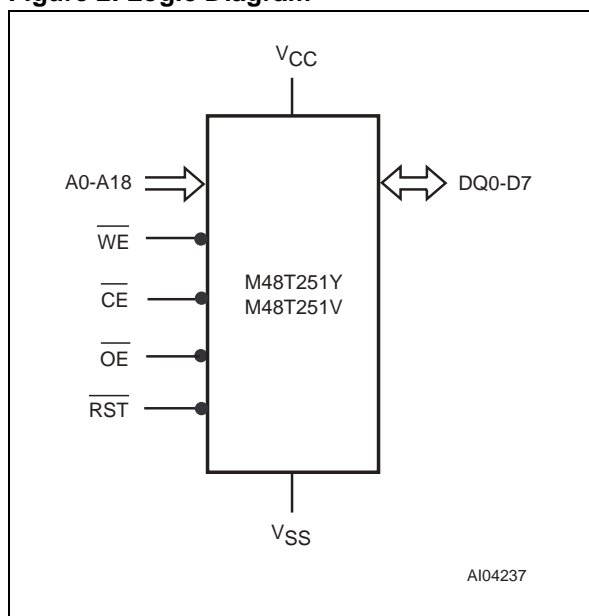 Figure 2. Logic Diagram
VCC
A0-A18
DQ0-D7
WE
CE
OE
RST
M48T251Y
M48T251V
VSS
AI04237